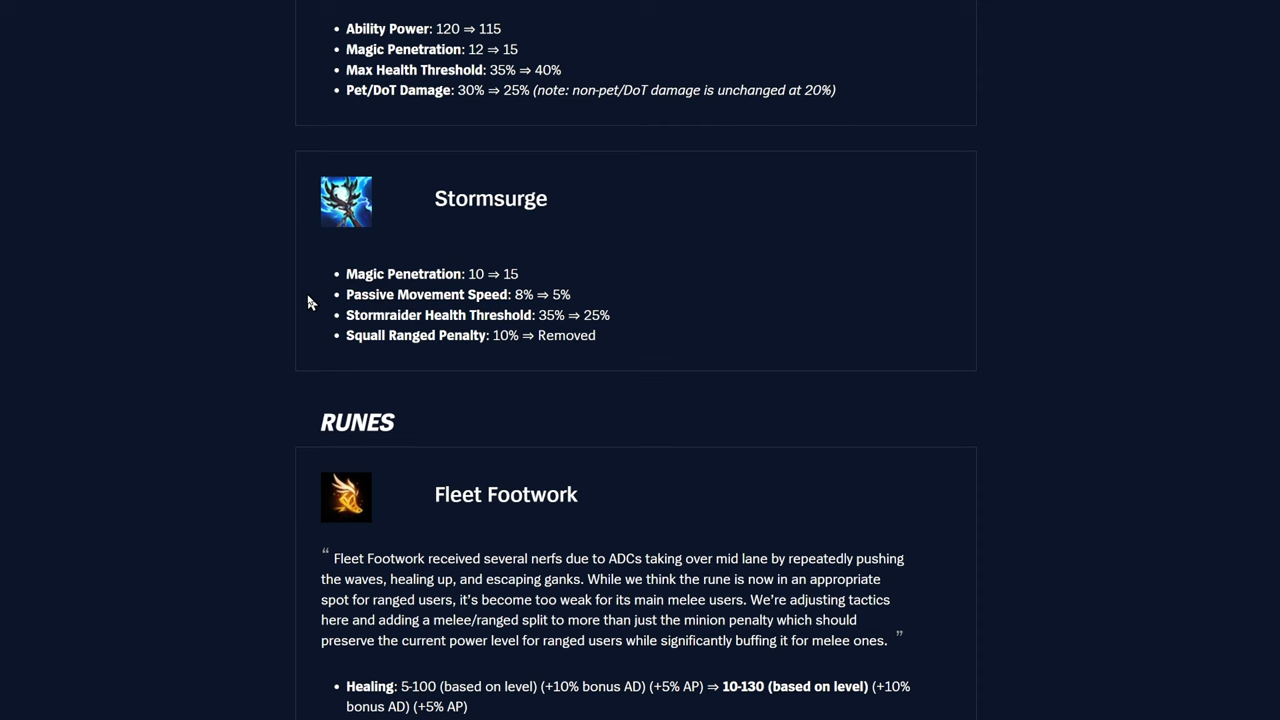 Ability Power: 120 ⇒ 115
Magic Penetration: 12 ⇒ 15
Max Health Threshold: 35% ⇒ 40%
Pet/DoT Damage: 30% ⇒ 25% (note: non-pet/DoT damage is unchanged at 20%)
Stormsurge
Magic Penetration: 10 ⇒ 15
Passive Movement Speed: 8% ⇒ 5%
Stormraider Health Threshold: 35% ⇒ 25%
Squall Ranged Penalty: 10% ⇒ Removed
RUNES
Fleet Footwork
“ Fleet Footwork received several nerfs due to ADCs taking over mid lane by repeatedly pushing
the waves, healing up, and escaping ganks. While we think the rune is now in an appropriate
spot for ranged users, it’s become too weak for its main melee users. We’re adjusting tactics
here and adding a melee/ranged split to more than just the minion penalty which should
preserve the current power level for ranged users while significantly buffing it for melee ones. ”
Healing: 5-100 (based on level) (+10% bonus AD) (+5% AP) ⇒ 10-130 (based on level) (+10%
bonus AD) (+5% AP)